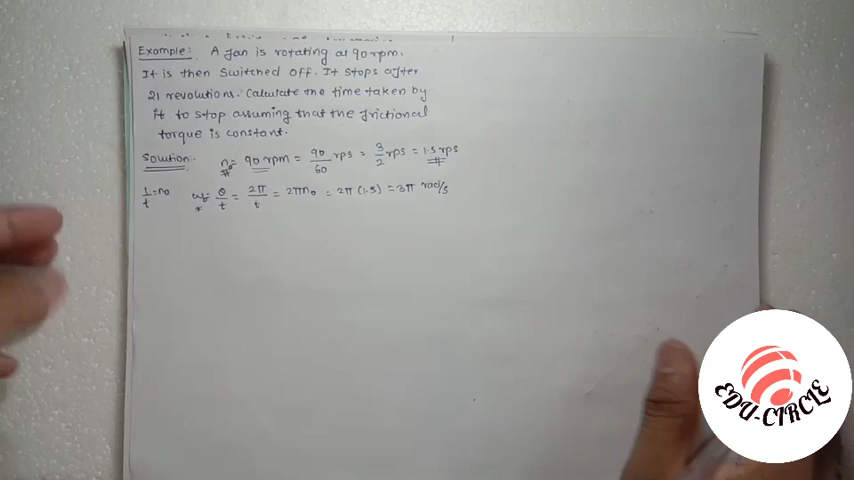 Example:- A fan is rotating at 90 rpm.
It is then Switched OFF. It stops after
21 revolutions. Calculate the time taken by
it to stop assuming that the frictional
torque is constant.
Solution:- n₀= 90 rpm = 90/60 rps = 3/2 rps = 1.5 rps
1/t = n₀ ω₀= θ/t = 2π/t = 2πn₀ = 2π (1.5) = 3π rad/s
EDU-CIRCLE